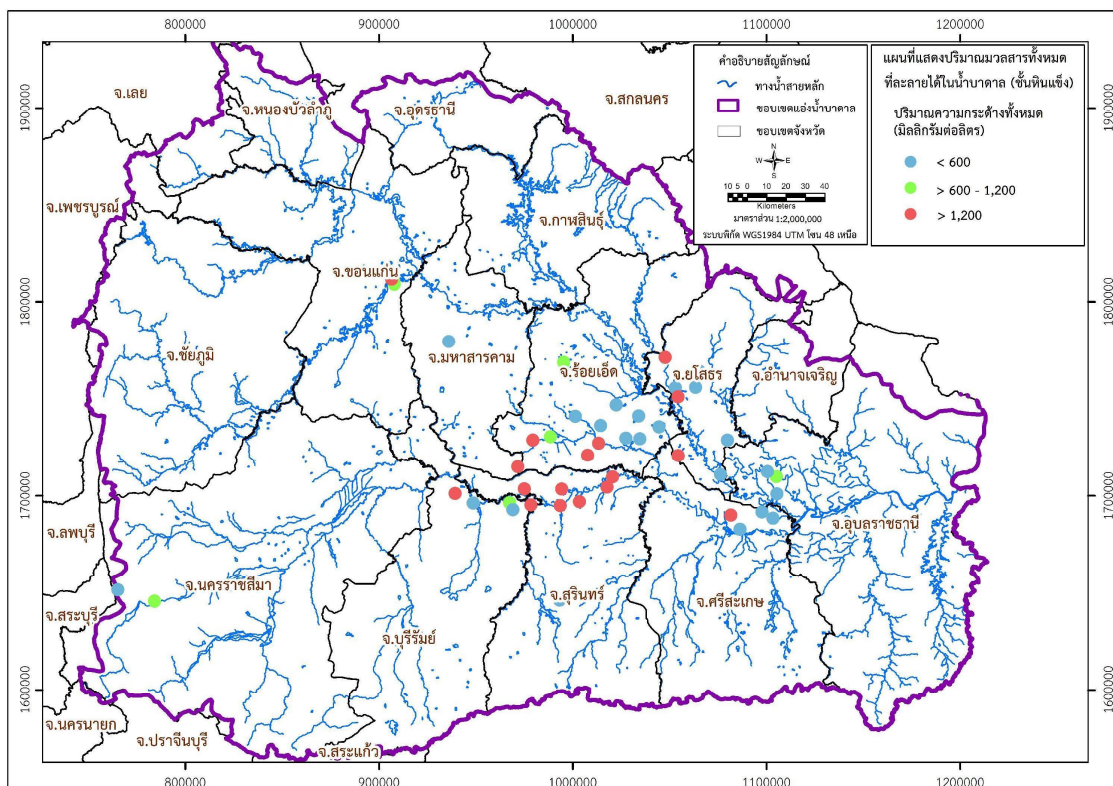 800000 900000 1000000 1100000 1200000
1900000
1800000
1700000
1600000
จ.เลย
จ.หนองบัวลำภู
จ.อุดรธานี
จ.สกลนคร
จ.เพชรบูรณ์
จ.กาฬสินธุ์
จ.ขอนแก่น
จ.ชัยภูมิ
จ.มหาสารคาม
จ.ร้อยเอ็ด
จ.ยโสธร
จ.อำนาจเจริญ
จ.ลพบุรี
จ.อุบลราชธานี
จ.นครราชสีมา
จ.สระบุรี
จ.สุรินทร์
จ.ศรีสะเกษ
จ.บุรีรัมย์
จ.นครนายก
จ.ปราจีนบุรี
จ.สระแก้ว
คำอธิบายสัญลักษณ์
ทางน้ำสายหลัก
ขอบเขตแอ่งน้ำบาดาล
ขอบเขตจังหวัด
N
W E
S
10 5 0 10 20 30 40
Kilometers
มาตราส่วน 1:2,000,000
ระบบพิกัด WGS1984 UTM โซน 48 เหนือ
แผนที่แสดงปริมาณมวลสารทั้งหมด
ที่ละลายได้ในน้ำบาดาล (ชั้นหินแข็ง)
ปริมาณความกระด้างทั้งหมด
(มิลลิกรัมต่อลิตร)
< 600
> 600 - 1,200
> 1,200
1900000
1800000
1700000
1600000
800000 900000 1000000 1100000 1200000